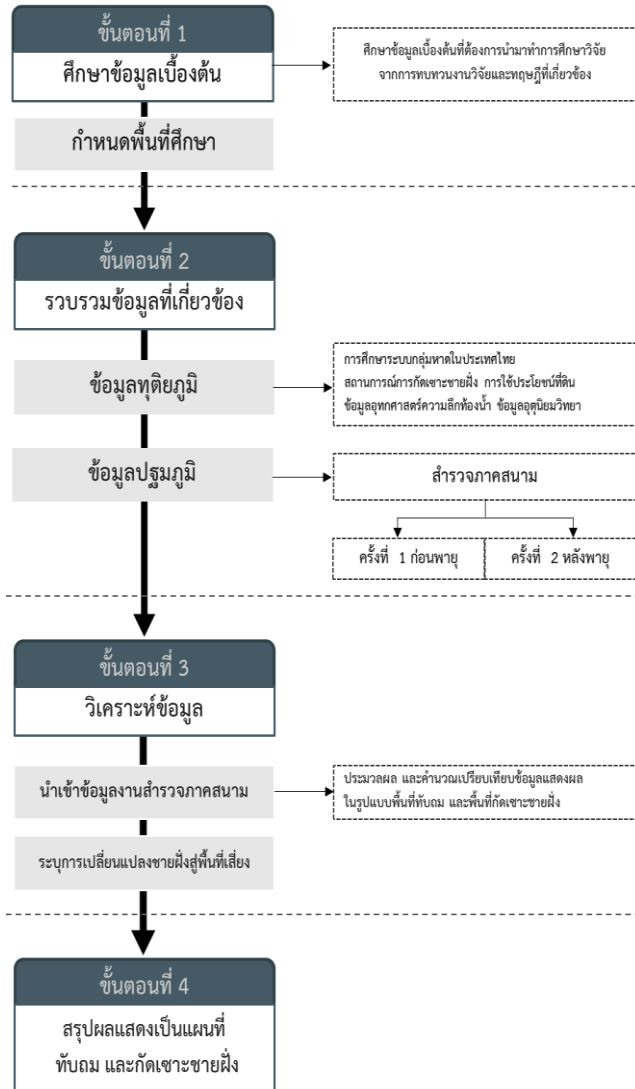 ขั้นตอนที่ 1
ศึกษาข้อมูลเบื้องต้น
ศึกษาข้อมูลเบื้องต้นที่ต้องการนำมาทำการศึกษาวิจัย
จากการทบทวนงานวิจัยและทฤษฎีที่เกี่ยวข้อง
กำหนดพื้นที่ศึกษา
ขั้นตอนที่ 2
รวบรวมข้อมูลที่เกี่ยวข้อง
ข้อมูลทุติยภูมิ
การศึกษาระบบกลุ่มหาดในประเทศไทย
สถานการณ์การกัดเซาะชายฝั่ง การใช้ประโยชน์ที่ดิน
ข้อมูลอุทกศาสตร์ความลึกท้องน้ำ ข้อมูลอุตุนิยมวิทยา
ข้อมูลปฐมภูมิ
สำรวจภาคสนาม
ครั้งที่ 1 ก่อนพายุ
ครั้งที่ 2 หลังพายุ
ขั้นตอนที่ 3
วิเคราะห์ข้อมูล
นำเข้าข้อมูลงานสำรวจภาคสนาม
ประมวลผล และคำนวณเปรียบเทียบข้อมูลแสดงผล
ในรูปแบบพื้นที่ทับถม และพื้นที่กัดเซาะชายฝั่ง
ระบุการเปลี่ยนแปลงชายฝั่งสู่พื้นที่เสี่ยง
ขั้นตอนที่ 4
สรุปผลแสดงเป็นแผนที่
ทับถม และกัดเซาะชายฝั่ง